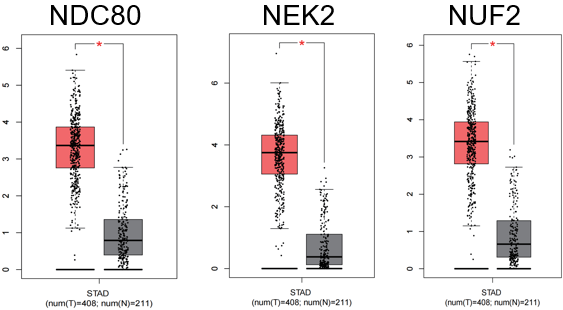 NDC80 NEK2 NUF2
* * *
6 5 4 3 2 1 0
6 4 2 0
6 5 4 3 2 1 0
STAD STAD STAD
(num(T)=408; num(N)=211) (num(T)=408; num(N)=211) (num(T)=408; num(N)=211)